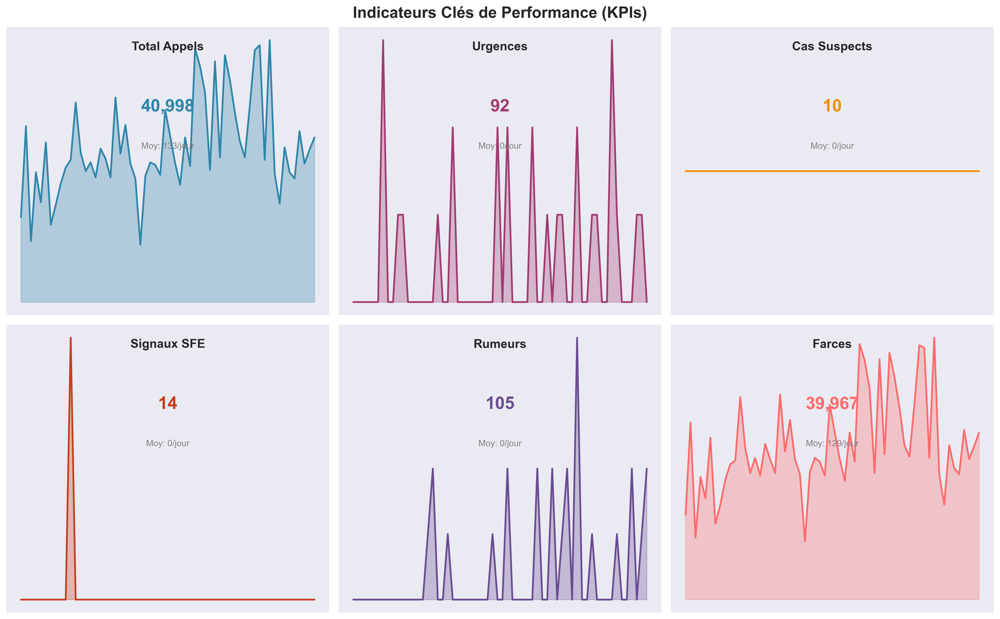 Indicateurs Clés de Performance (KPIs)
Total Appels
40,998
Moy: 133/jour
Urgences
92
Moy: 0/jour
Cas Suspects
10
Moy: 0/jour
Signaux SFE
14
Moy: 0/jour
Rumeurs
105
Moy: 0/jour
Farces
39,967
Moy: 129/jour